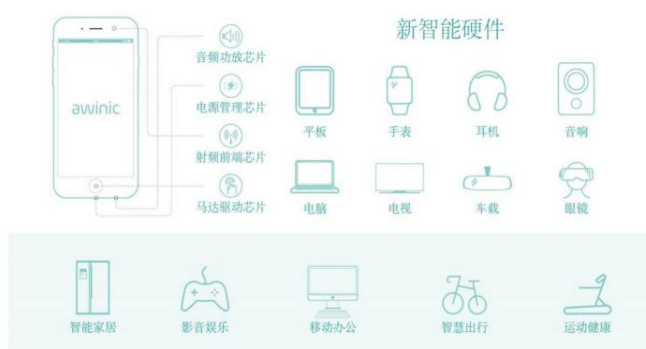 awinic
音频功放芯片
电源管理芯片
射频前端芯片
马达驱动芯片
新智能硬件
平板 手表 耳机 音响
电脑 电视 车载 眼镜
智能家居 影音娱乐 移动办公 智慧出行 运动健康